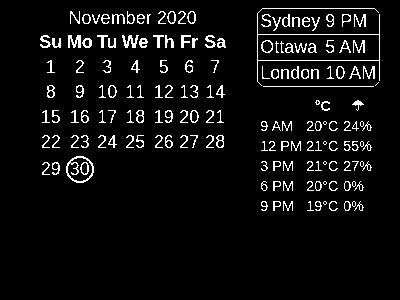 November 2020
Su Mo Tu We Th Fr Sa
1 2 3 4 5 6 7
8 9 10 11 12 13 14
15 16 17 18 19 20 21
22 23 24 25 26 27 28
29 30
Sydney 9 PM
Ottawa 5 AM
London 10 AM
°C ☂
9 AM 20°C 24%
12 PM 21°C 55%
3 PM 21°C 27%
6 PM 20°C 0%
9 PM 19°C 0%